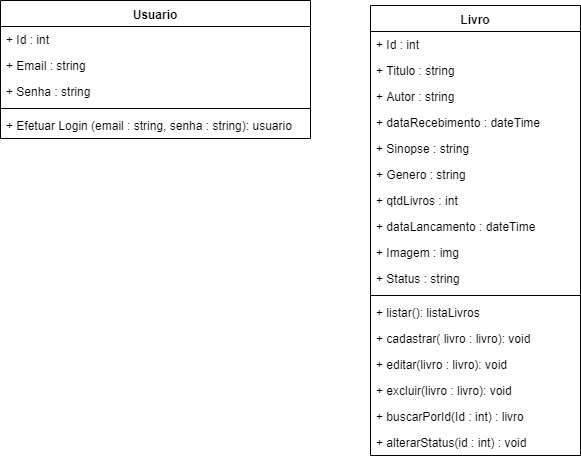 Usuario
+ Id : int
+ Email : string
+ Senha : string
+ Efetuar Login (email : string, senha : string): usuario
Livro
+ Id : int
+ Titulo : string
+ Autor : string
+ dataRecebimento : dateTime
+ Sinopse : string
+ Genero : string
+ qtdLivros : int
+ dataLancamento : dateTime
+ Imagem : img
+ Status : string
+ listar(): listaLivros
+ cadastrar( livro : livro): void
+ editar(livro : livro): void
+ excluir(livro : livro): void
+ buscarPorId(Id : int) : livro
+ alterarStatus(id : int) : void